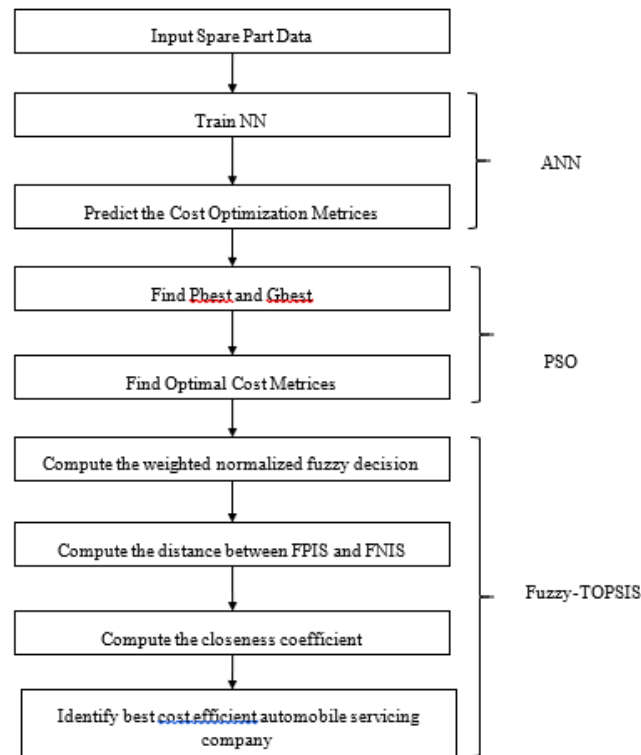 Input Spare Part Data
Train NN
ANN
Predict the Cost Optimization Metrices
Find Pbest and Gbest
PSO
Find Optimal Cost Metrices
Compute the weighted normalized fuzzy decision
Compute the distance between FPIS and FNIS
Fuzzy-TOPSIS
Compute the closeness coefficient
Identify best cost efficient automobile servicing
company